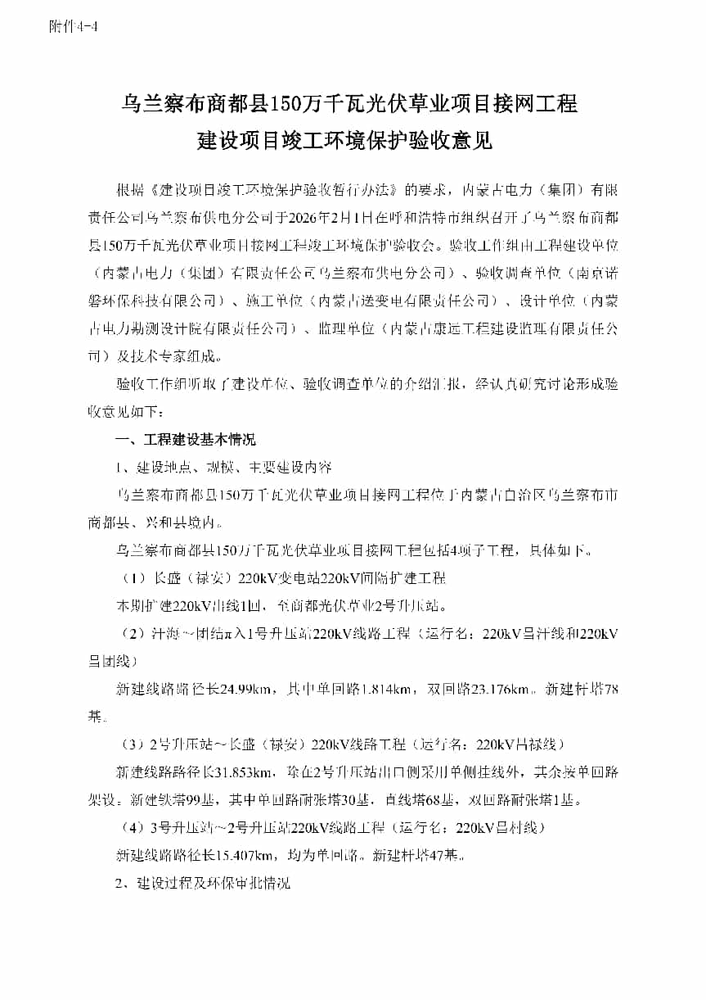 附件4-4
乌兰察布商都县150万千瓦光伏草业项目接网工程
建设项目竣工环境保护验收意见
根据《建设项目竣工环境保护验收暂行办法》的要求，内蒙古电力（集团）有限
责任公司乌兰察布供电分公司于2026年2月1日在呼和浩特市组织召开了乌兰察布商都
县150万千瓦光伏草业项目接网工程竣工环境保护验收会。验收工作组由工程建设单位
（内蒙古电力（集团）有限责任公司乌兰察布供电分公司）、验收调查单位（南京诺
磐环保科技有限公司）、施工单位（内蒙古送变电有限责任公司）、设计单位（内蒙
古电力勘测设计院有限责任公司）、监理单位（内蒙古康远工程建设监理有限责任公
司）及技术专家组成。
验收工作组听取了建设单位、验收调查单位的介绍汇报，经认真研究讨论形成验
收意见如下：
一、工程建设基本情况
1、建设地点、规模、主要建设内容
乌兰察布商都县150万千瓦光伏草业项目接网工程位于内蒙古自治区乌兰察布市
商都县、兴和县境内。
乌兰察布商都县150万千瓦光伏草业项目接网工程包括4项子工程，具体如下。
（1）长盛（禄安）220kV变电站220kV间隔扩建工程
本期扩建220kV出线1回，至商都光伏草业2号升压站。
（2）汗海～团结π入1号升压站220kV线路工程（运行名：220kV昌汗线和220kV
昌团线）
新建线路路径长24.99km，其中单回路1.814km，双回路23.176km。新建杆塔78
基。
（3）2号升压站～长盛（禄安）220kV线路工程（运行名：220kV昌禄线）
新建线路路径长31.853km，除在2号升压站出口侧采用单侧挂线外，其余按单回路
架设。新建铁塔99基，其中单回路耐张塔30基，直线塔68基，双回路耐张塔1基。
（4）3号升压站～2号升压站220kV线路工程（运行名：220kV昌村线）
新建线路路径长15.407km，均为单回路。新建杆塔47基。
2、建设过程及环保审批情况